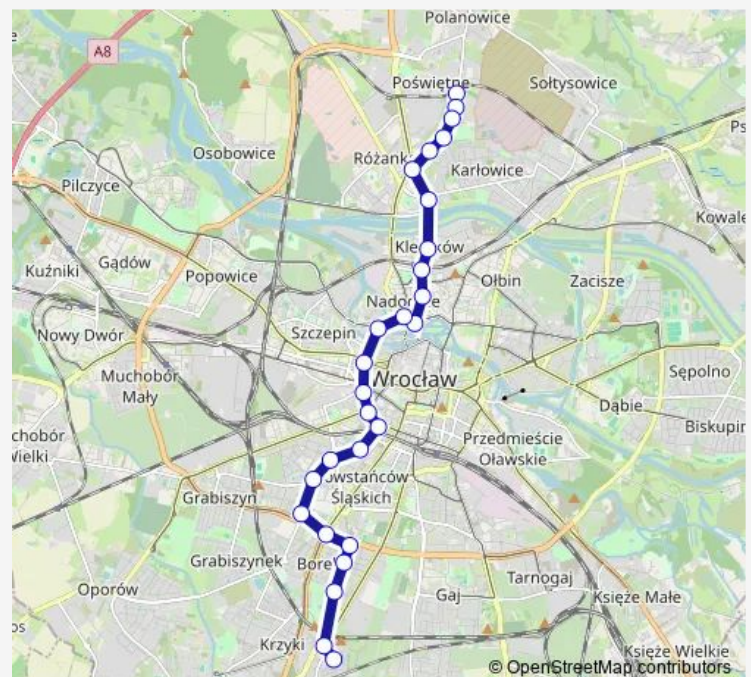 Polanowice
A8
Poświętne
Sołtysowice
Osobowice
Różank
Karłowice
Pilczyce
Kowale
Kleczków
Kuźniki
Gądów
Popowice
Ołbin
Zacisze
Nadodrze
Nowy Dwór
Szczepin
Wrocław
Sępolno
Muchobór
Mały
Dąbie
Biskupin
chobór
Wielki
Przedmieście
Oławskie
Powstańców
Śląskich
Grabiszyn
Grabiszynek
Borek
Oporów
Gaj
Tarnogaj
Księże Małe
Krzyki
Księże Wielkie
© OpenStreetMap contributors